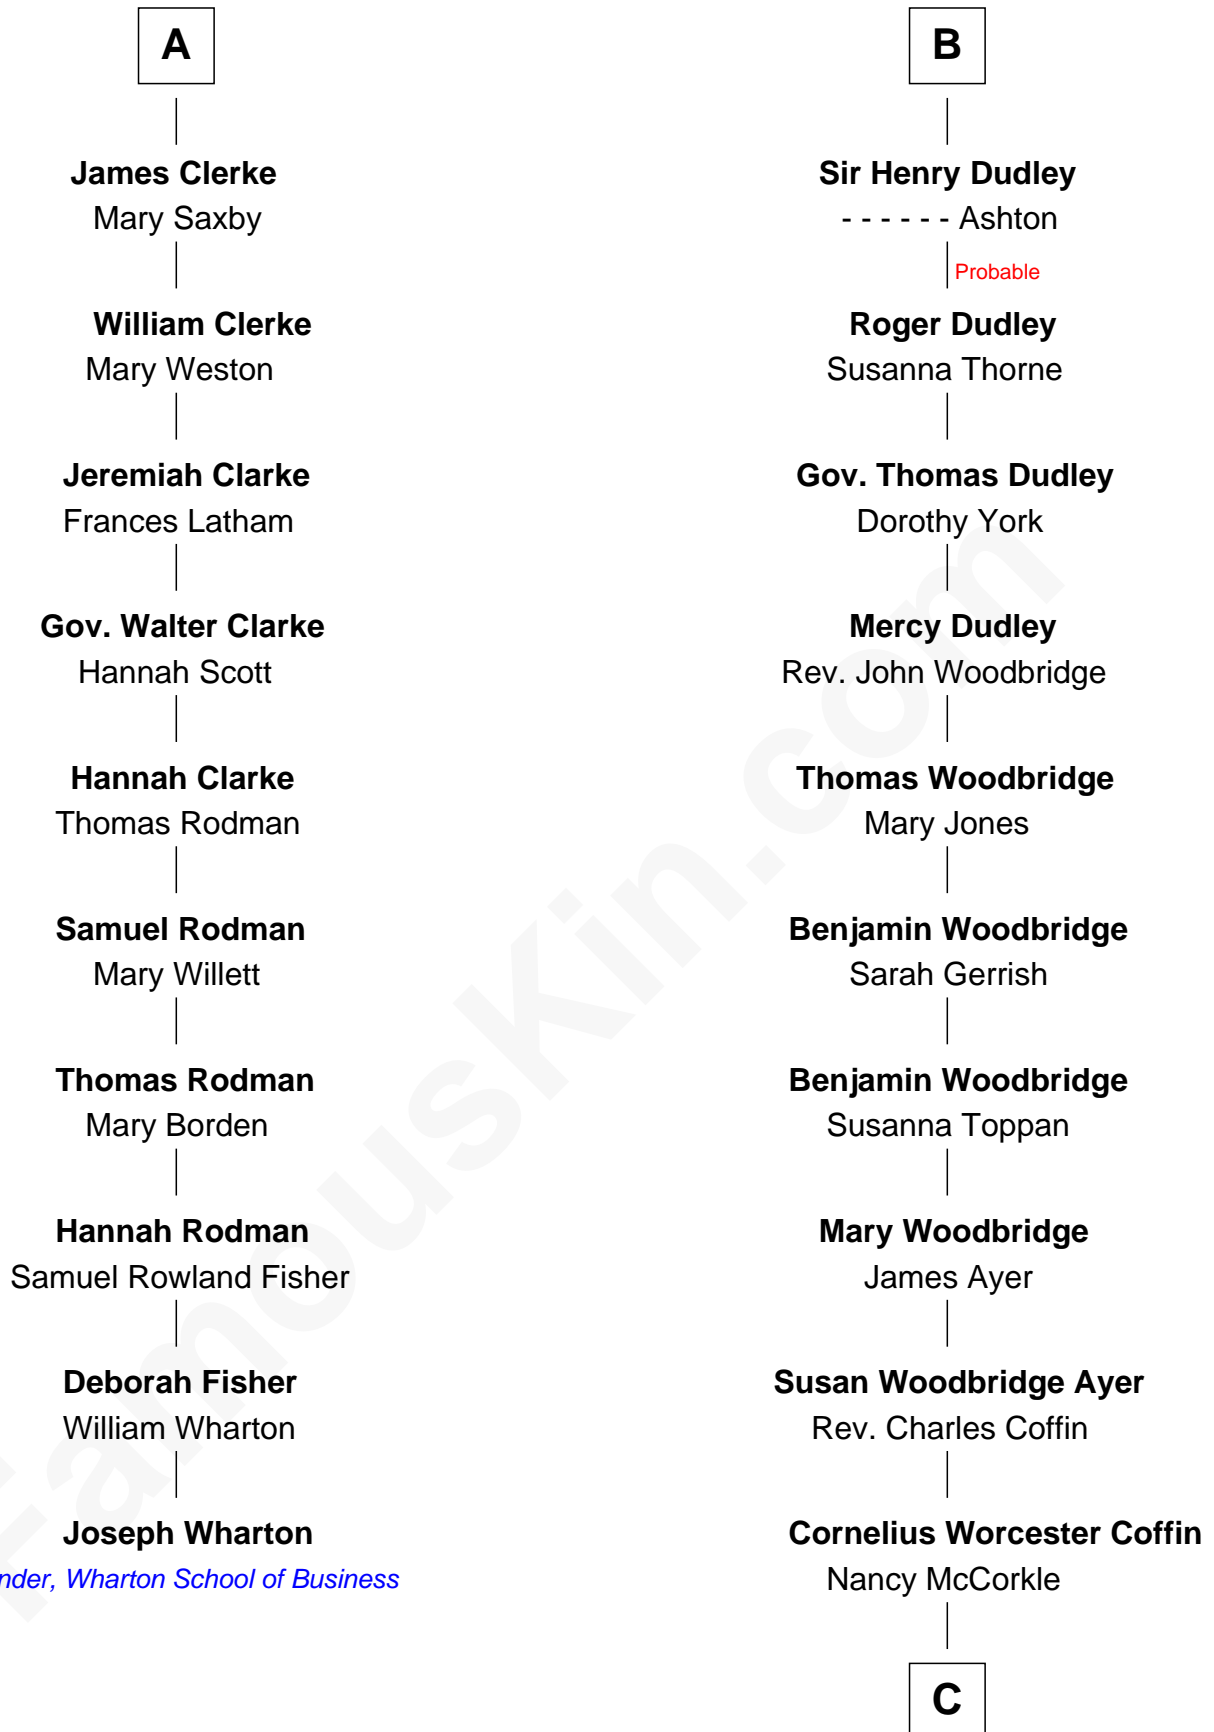 A
James Clerke
Mary Saxby
William Clerke
Mary Weston
Jeremiah Clarke
Frances Latham
Gov. Walter Clarke
Hannah Scott
Hannah Clarke
Thomas Rodman
Samuel Rodman
Mary Willett
Thomas Rodman
Mary Borden
Hannah Rodman
Samuel Rowland Fisher
Deborah Fisher
William Wharton
Joseph Wharton
nder, Wharton School of Business
B
Sir Henry Dudley
- - - - - - Ashton
Probable
Roger Dudley
Susanna Thorne
Gov. Thomas Dudley
Dorothy York
Mercy Dudley
Rev. John Woodbridge
Thomas Woodbridge
Mary Jones
Benjamin Woodbridge
Sarah Gerrish
Benjamin Woodbridge
Susanna Toppan
Mary Woodbridge
James Ayer
Susan Woodbridge Ayer
Rev. Charles Coffin
Cornelius Worcester Coffin
Nancy McCorkle
C
FamousKin.com